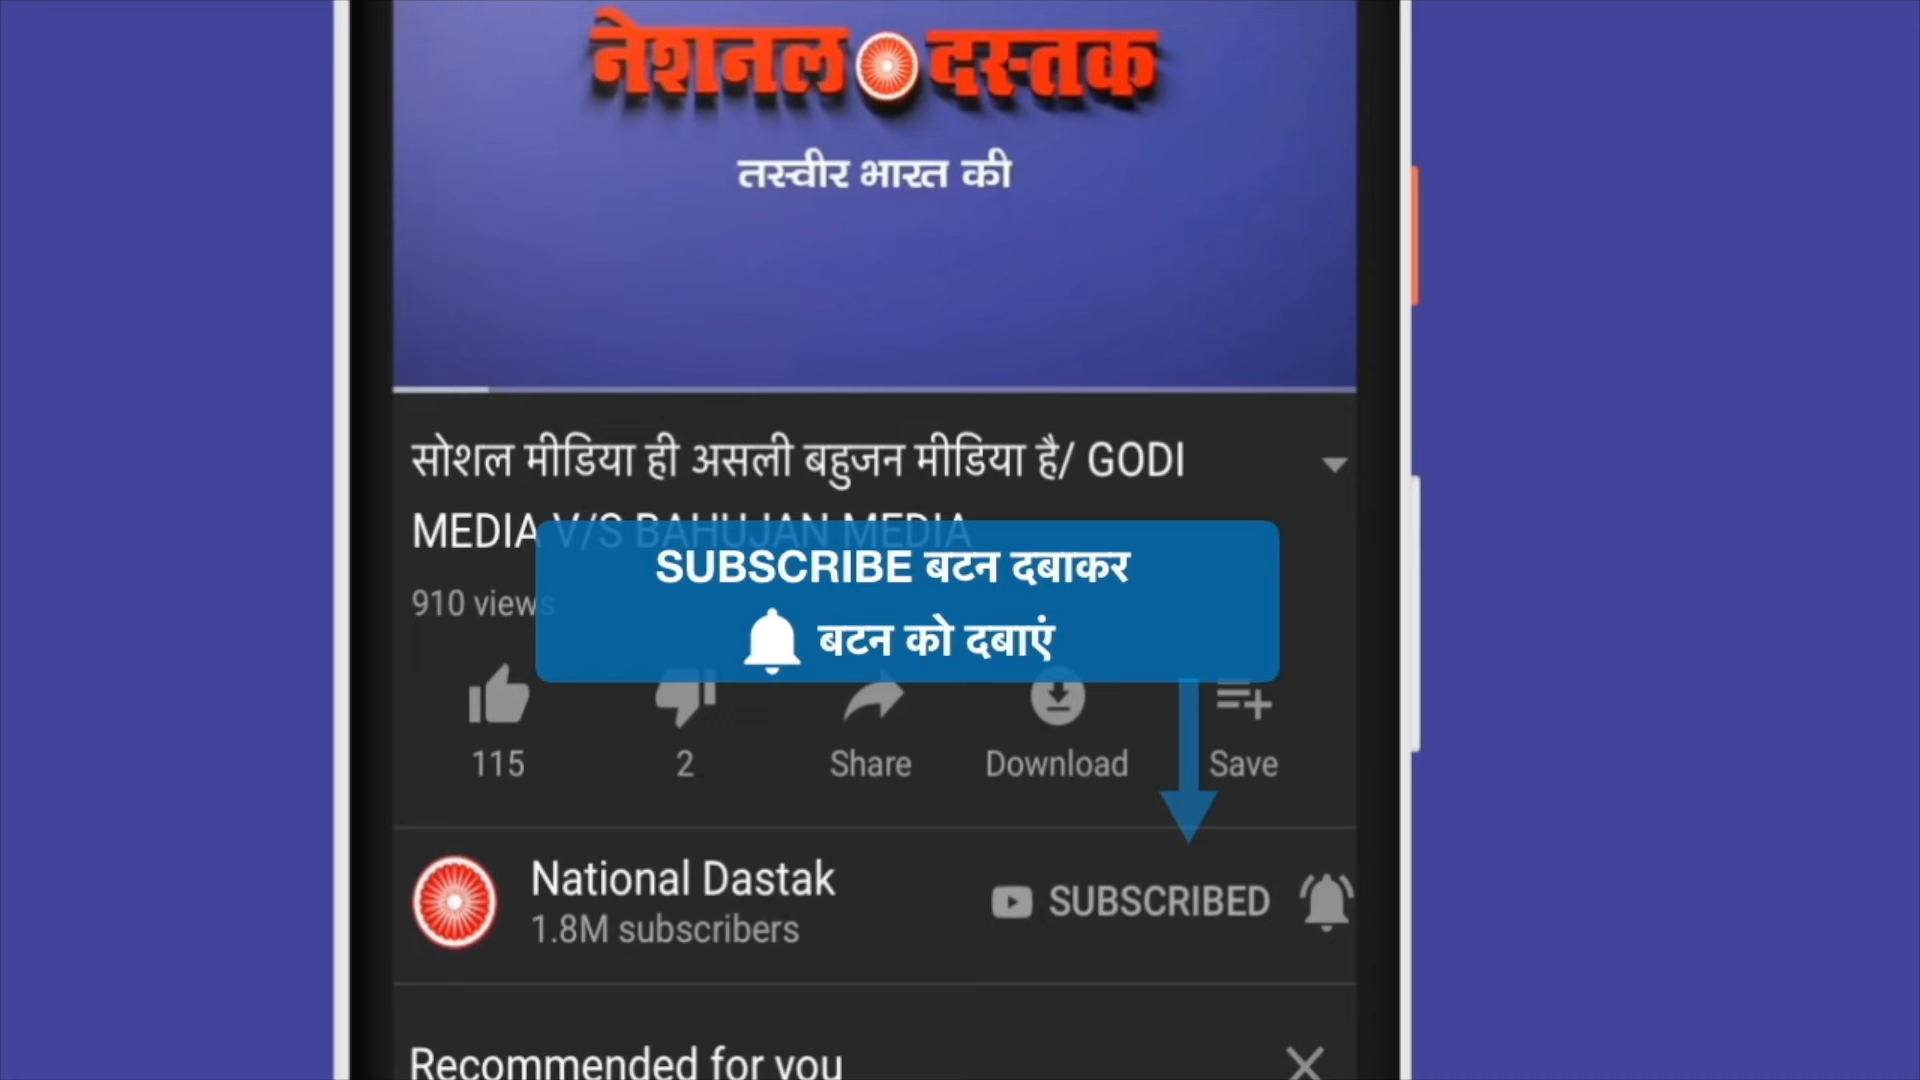 नेशनल दस्तक
तस्वीर भारत की
सोशल मीडिया ही असली बहुजन मीडिया है/ GODI
MEDIA V/S BAHUJAN MEDIA
SUBSCRIBE बटन दबाकर
910 views
बटन को दबाएं
115
2
Share
Download
Save
National Dastak
SUBSCRIBED
1.8M subscribers
Recommended for you